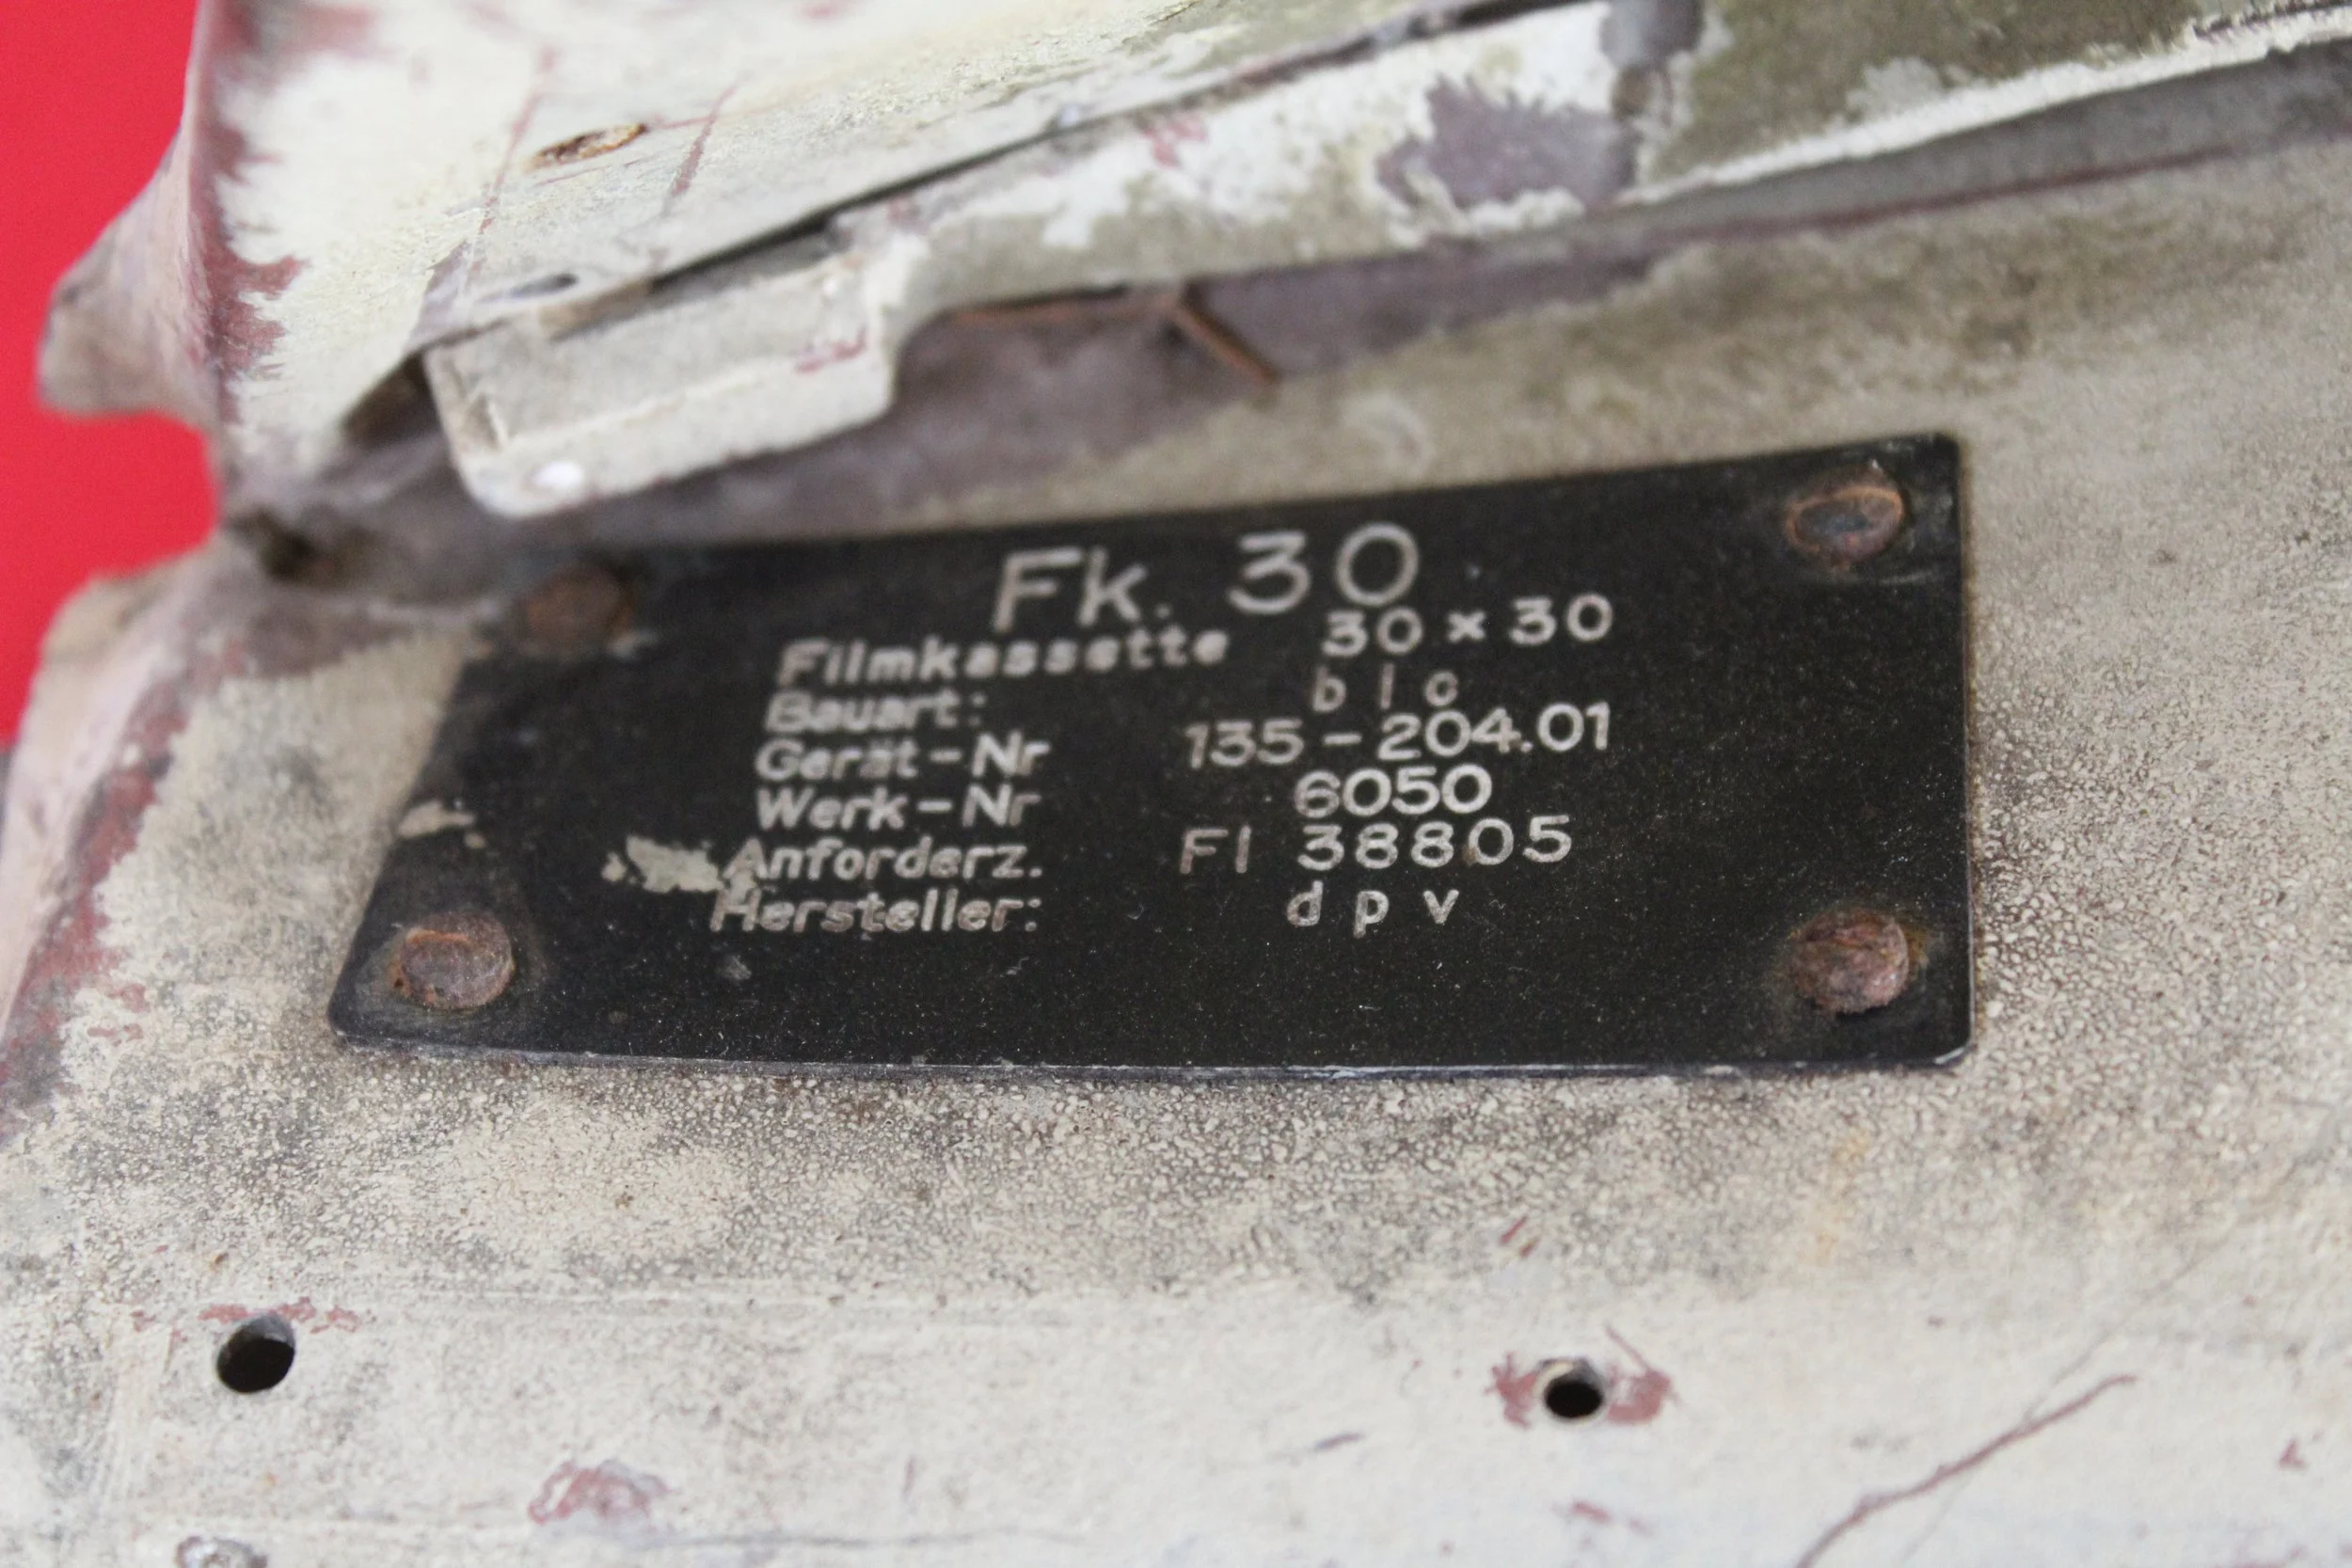 Fk. 30
Filmkassette 30 x 30
Bauart: b l c
Gerät-Nr 135-204.01
Werk-Nr 6050
Anforderz. Fl 38805
Hersteller: d p v